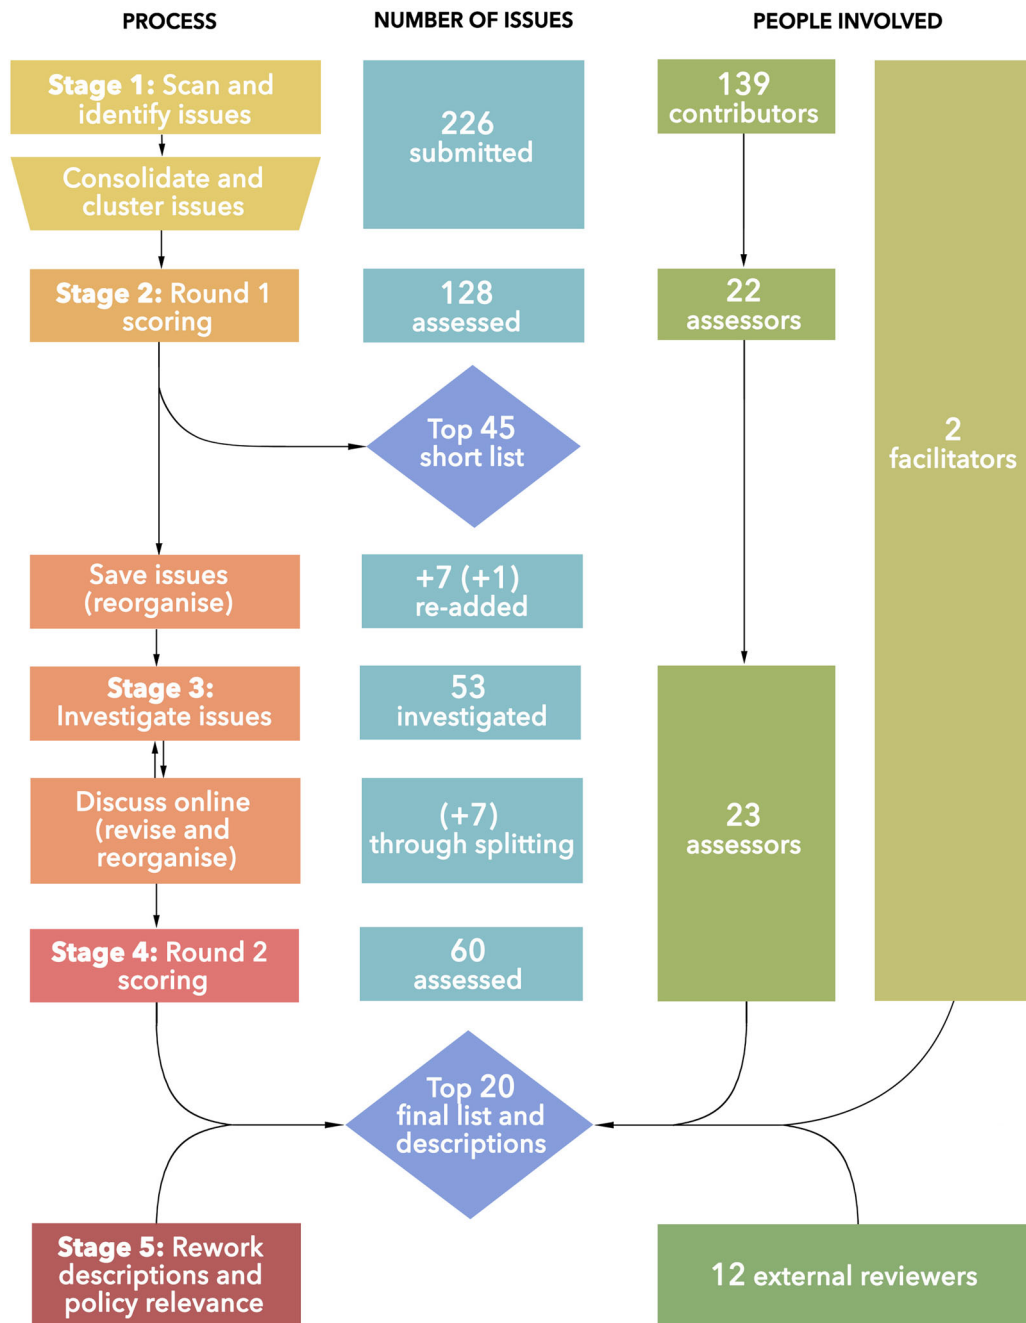 PROCESS
NUMBER OF ISSUES
PEOPLE INVOLVED
Stage 1: Scan and
identify issues
226
submitted
139
contributors
Consolidate and
cluster issues
Stage 2: Round 1
scoring
128
assessed
22
assessors
Top 45
short list
2
facilitators
Save issues
(reorganise)
+7 (+1)
re-added
Stage 3:
Investigate issues
53
investigated
Discuss online
(revise and
reorganise)
(+7)
through splitting
23
assessors
Stage 4: Round 2
scoring
60
assessed
Top 20
final list and
descriptions
Stage 5: Rework
descriptions and
policy relevance
12 external reviewers